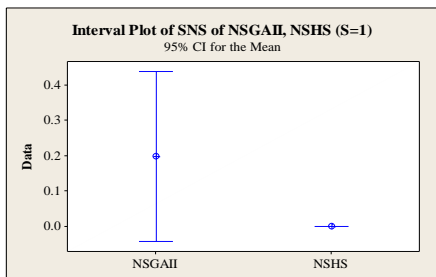 Interval Plot of SNS of NSGAII, NSHS (S=1)
95% CI for the Mean
Data
0.4
0.3
0.2
0.1
0.0
NSGAII NSHS